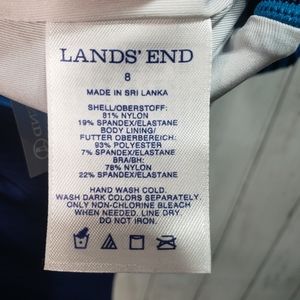 LANDS' END
8
MADE IN SRI LANKA
SHELL/OBERSTOFF:
81% NYLON
19% SPANDEX/ELASTANE
BODY LINING/
FUTTER OBERBEREICH:
93% POLYESTER
7% SPANDEX/ELASTANE
BRA/BH:
78% NYLON
22% SPANDEX/ELASTANE
HAND WASH COLD.
WASH DARK COLORS SEPARATELY.
ONLY NON-CHLORINE BLEACH
WHEN NEEDED. LINE DRY.
DO NOT IRON.